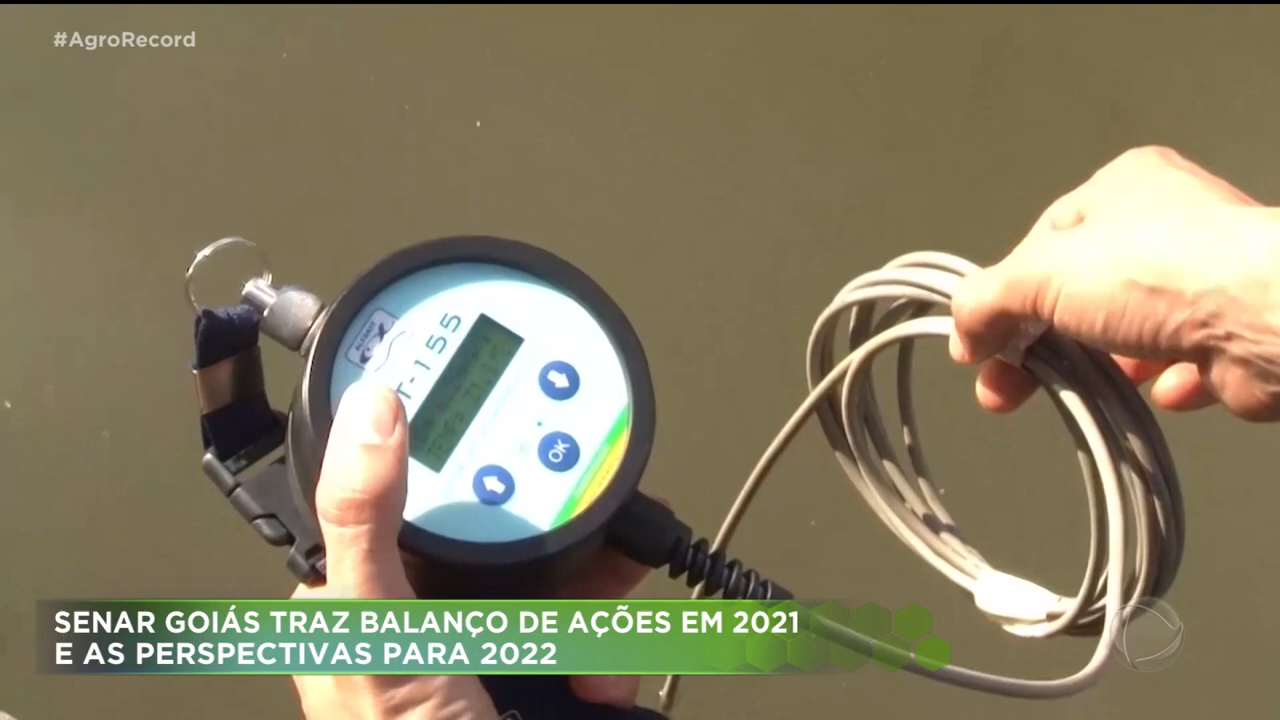 #AgroRecord
T-155
OK
SENAR GOIÁS TRAZ BALANÇO DE AÇÕES EM 2021
E AS PERSPECTIVAS PARA 2022